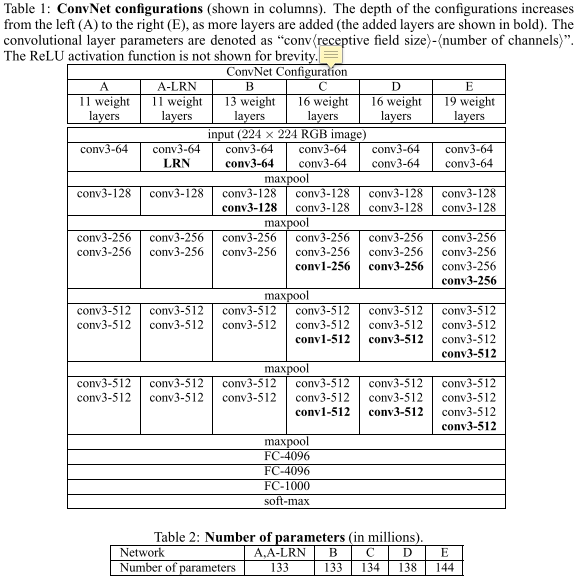 Table 1: ConvNet configurations (shown in columns). The depth of the configurations increases
from the left (A) to the right (E), as more layers are added (the added layers are shown in bold). The
convolutional layer parameters are denoted as “conv⟨receptive field size⟩-⟨number of channels⟩”.
The ReLU activation function is not shown for brevity.
ConvNet Configuration
A A-LRN B C D E
11 weight 11 weight 13 weight 16 weight 16 weight 19 weight
layers layers layers layers layers layers
input (224 × 224 RGB image)
conv3-64 conv3-64 conv3-64 conv3-64 conv3-64 conv3-64
LRN conv3-64 conv3-64 conv3-64 conv3-64
maxpool
conv3-128 conv3-128 conv3-128 conv3-128 conv3-128 conv3-128
conv3-128 conv3-128 conv3-128 conv3-128
maxpool
conv3-256 conv3-256 conv3-256 conv3-256 conv3-256 conv3-256
conv3-256 conv3-256 conv3-256 conv3-256 conv3-256 conv3-256
conv1-256 conv3-256 conv3-256
conv3-256
maxpool
conv3-512 conv3-512 conv3-512 conv3-512 conv3-512 conv3-512
conv3-512 conv3-512 conv3-512 conv3-512 conv3-512 conv3-512
conv1-512 conv3-512 conv3-512
conv3-512
maxpool
conv3-512 conv3-512 conv3-512 conv3-512 conv3-512 conv3-512
conv3-512 conv3-512 conv3-512 conv3-512 conv3-512 conv3-512
conv1-512 conv3-512 conv3-512
conv3-512
maxpool
FC-4096
FC-4096
FC-1000
soft-max
Table 2: Number of parameters (in millions).
Network A,A-LRN B C D E
Number of parameters 133 133 134 138 144